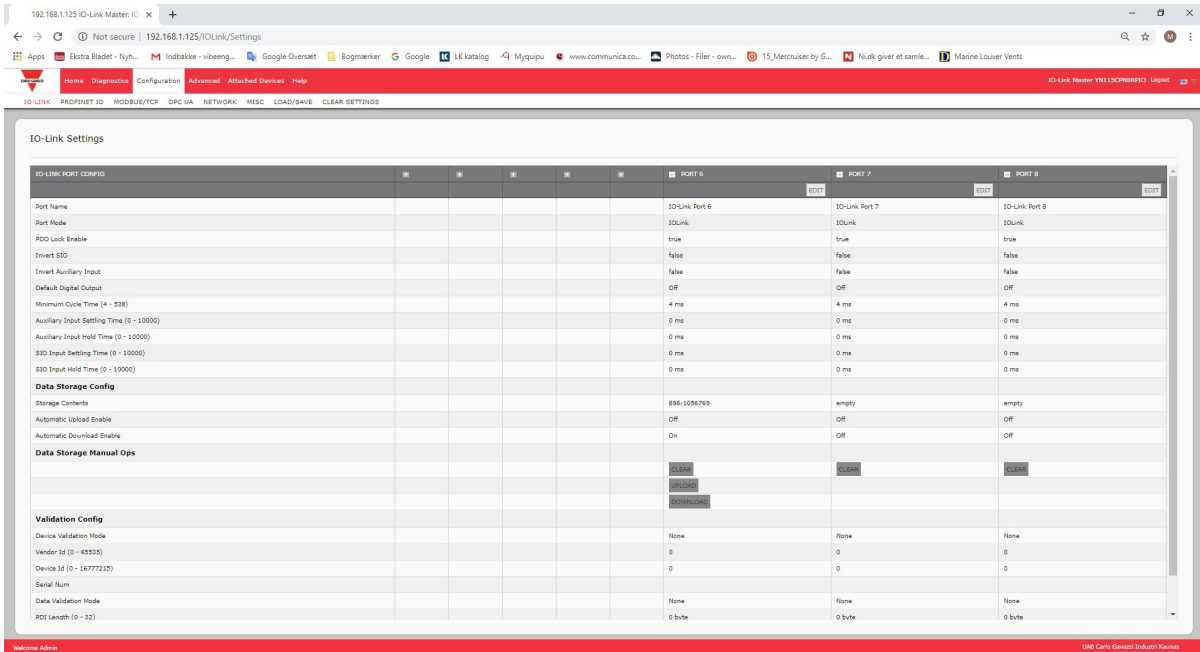 192.168.1.125 IO-Link Master: IO
Not secure | 192.168.1.125/IOLink/Settings
M
Apps Ekstra Bladet - Nyh... Indbakke - vibeeng... Google Oversæt Bogmærker Google LK katalog Myquipu www.communica.co... Photos - Filer - own... 15_Mercruiser by G... Ni.dk giver et samle... Marine Louver Vents
CARLO GAVAZZI Home Diagnostics Configuration Advanced Attached Devices Help
IO-Link Master YN115CPN8RPIO Logout
IO-LINK PROFINET IO MODBUS/TCP OPC UA NETWORK MISC LOAD/SAVE CLEAR SETTINGS
IO-Link Settings
IO-LINK PORT CONFIG PORT 6 PORT 7 PORT 8
EDIT EDIT EDIT
Port Name IO-Link Port 6 IO-Link Port 7 IO-Link Port 8
Port Mode IOLink IOLink IOLink
PDO Lock Enable true true true
Invert SIO false false false
Invert Auxiliary Input false false false
Default Digital Output Off Off Off
Minimum Cycle Time (4 - 538) 4 ms 4 ms 4 ms
Auxiliary Input Settling Time (0 - 10000) 0 ms 0 ms 0 ms
Auxiliary Input Hold Time (0 - 10000) 0 ms 0 ms 0 ms
SIO Input Settling Time (0 - 10000) 0 ms 0 ms 0 ms
SIO Input Hold Time (0 - 10000) 0 ms 0 ms 0 ms
Data Storage Config
Storage Contents 896:1056769 empty empty
Automatic Upload Enable Off Off Off
Automatic Download Enable On Off Off
Data Storage Manual Ops
CLEAR CLEAR CLEAR
UPLOAD
DOWNLOAD
Validation Config
Device Validation Mode None None None
Vendor Id (0 - 65535) 0 0 0
Device Id (0 - 16777215) 0 0 0
Serial Num
Data Validation Mode None None None
PDI Length (0 - 32) 0 byte 0 byte 0 byte
Welcome Admin UAB Carlo Gavazzi Industri Kaunas